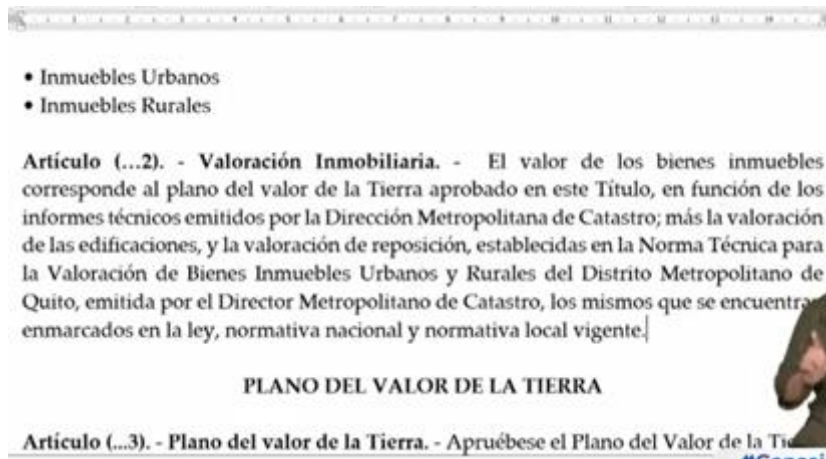 • Inmuebles Urbanos
• Inmuebles Rurales
Artículo (...2). - Valoración Inmobiliaria. - El valor de los bienes inmuebles
corresponde al plano del valor de la Tierra aprobado en este Título, en función de los
informes técnicos emitidos por la Dirección Metropolitana de Catastro; más la valoración
de las edificaciones, y la valoración de reposición, establecidas en la Norma Técnica para
la Valoración de Bienes Inmuebles Urbanos y Rurales del Distrito Metropolitano de
Quito, emitida por el Director Metropolitano de Catastro, los mismos que se
enmarcados en la ley, normativa nacional y normativa local vigente.
PLANO DEL VALOR DE LA TIERRA
Artículo (...3). - Plano del valor de la Tierra. - Apruébese el Plano del Valor de la